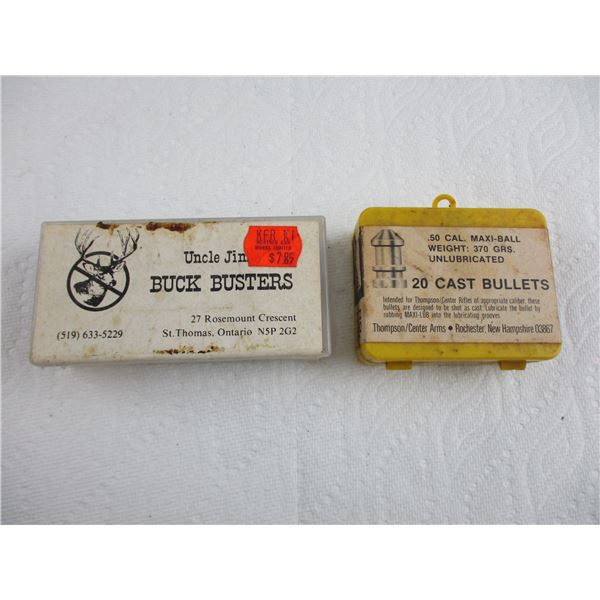 KFR KT
$7.89
Uncle Jim
BUCK BUSTERS
27 Rosemount Crescent
(519) 633-5229
St. Thomas, Ontario N5P 2G2
.50 CAL. MAXI-BALL
WEIGHT: 370 GRS.
UNLUBRICATED
20 CAST BULLETS
Intended for Thompson/Center Rifles of appropriate caliber, these
bullets are designed to be shot as cast. Lubricate the bullet by
rubbing MAXI-LUB into the lubricating grooves.
Thompson/Center Arms • Rochester, New Hampshire 03867